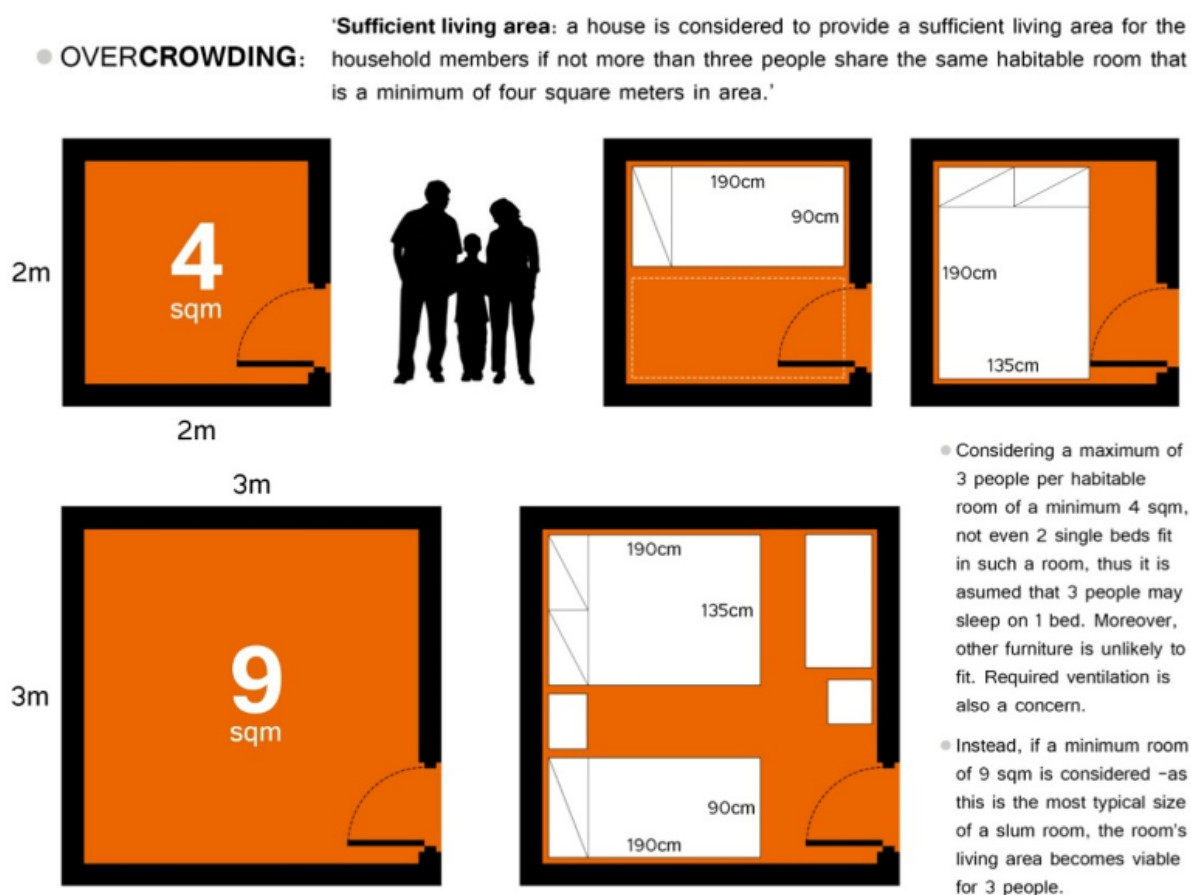 OVERCROWDING:
'Sufficient living area: a house is considered to provide a sufficient living area for the
household members if not more than three people share the same habitable room that
is a minimum of four square meters in area.'
2m
4
sqm
2m
190cm
90cm
190cm
135cm
3m
3m
9
sqm
190cm
135cm
90cm
190cm
Considering a maximum of
3 people per habitable
room of a minimum 4 sqm,
not even 2 single beds fit
in such a room, thus it is
asumed that 3 people may
sleep on 1 bed. Moreover,
other furniture is unlikely to
fit. Required ventilation is
also a concern.
Instead, if a minimum room
of 9 sqm is considered -as
this is the most typical size
of a slum room, the room's
living area becomes viable
for 3 people.